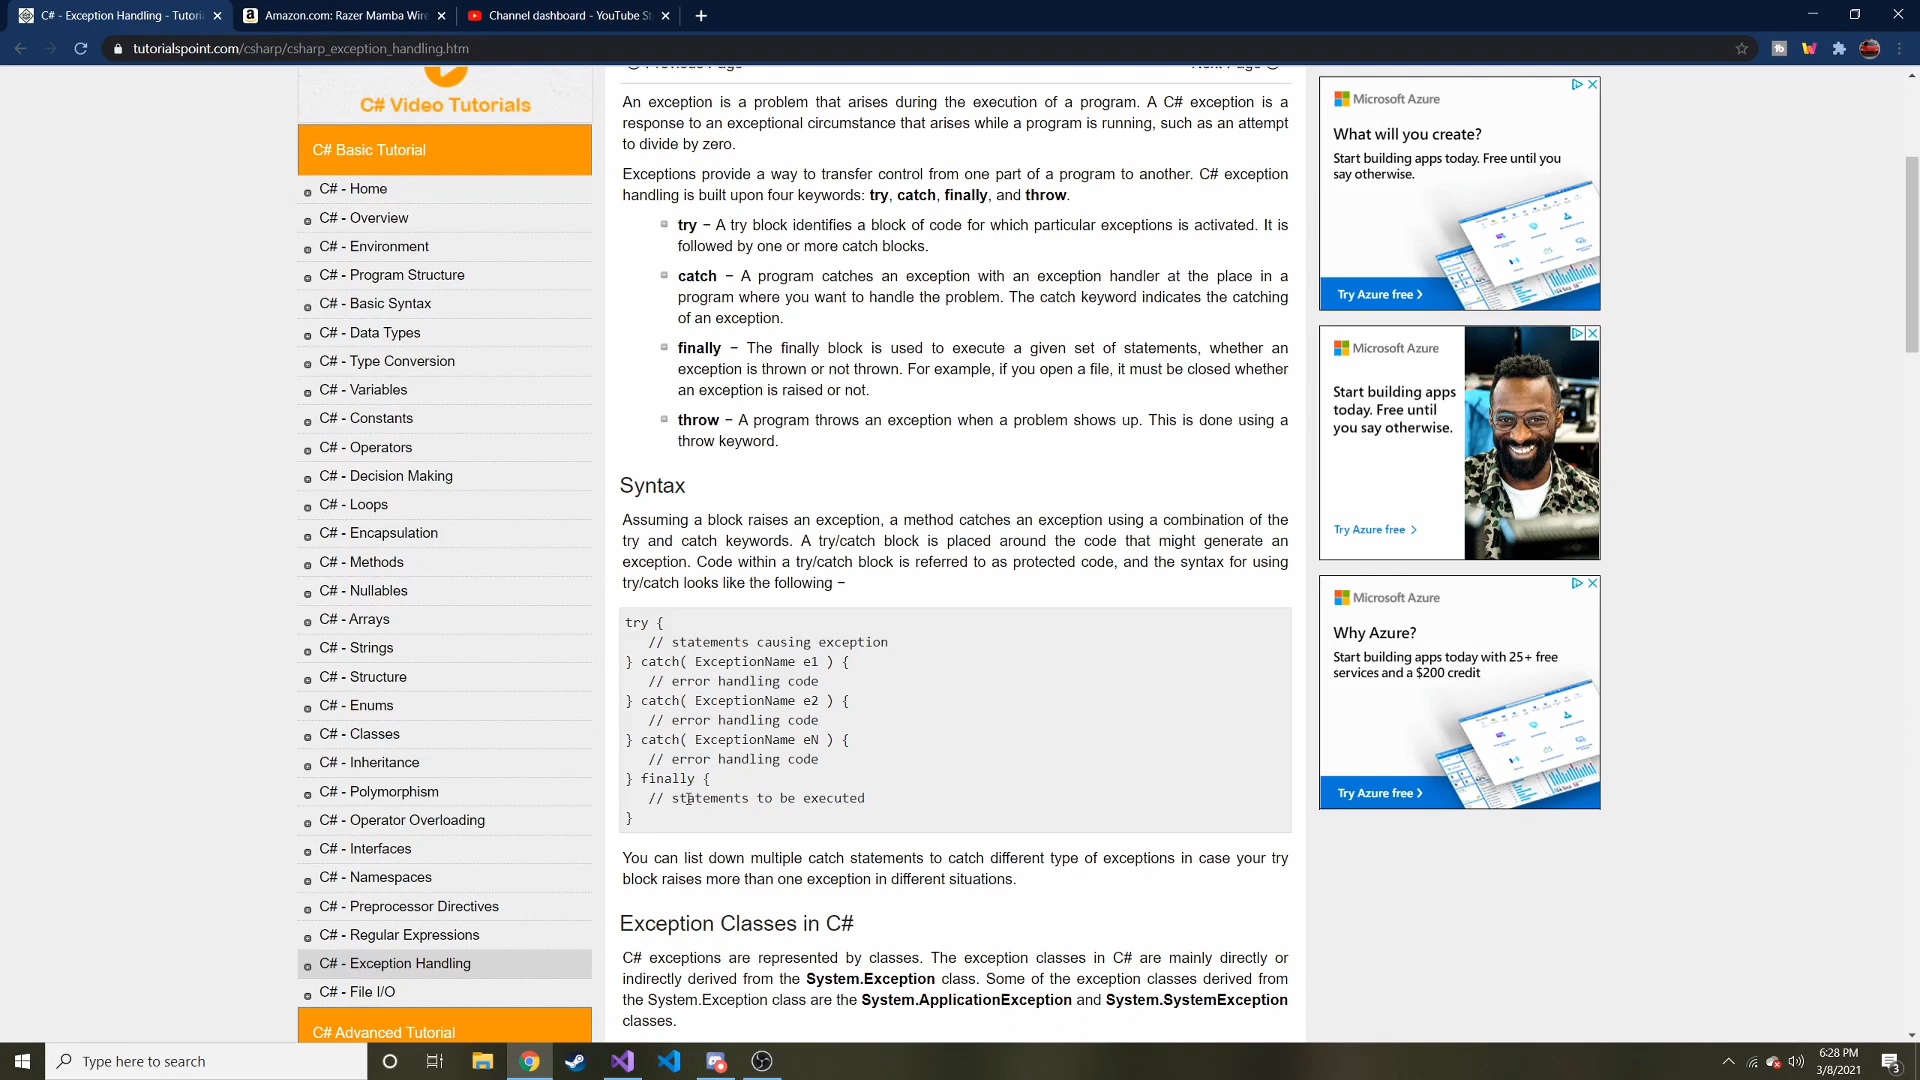 C# - Exception Handling - Tutoria
Amazon.com: Razer Mamba Wire
Channel dashboard - YouTube St
tutorialspoint.com/csharp/csharp_exception_handling.htm
C# Video Tutorials
C# Basic Tutorial
C# - Home
C# - Overview
C# - Environment
C# - Program Structure
C# - Basic Syntax
C# - Data Types
C# - Type Conversion
C# - Variables
C# - Constants
C# - Operators
C# - Decision Making
C# - Loops
C# - Encapsulation
C# - Methods
C# - Nullables
C# - Arrays
C# - Strings
C# - Structure
C# - Enums
C# - Classes
C# - Inheritance
C# - Polymorphism
C# - Operator Overloading
C# - Interfaces
C# - Namespaces
C# - Preprocessor Directives
C# - Regular Expressions
C# - Exception Handling
C# - File I/O
C# Advanced Tutorial
Previous Page
Next Page
An exception is a problem that arises during the execution of a program. A C# exception is a
response to an exceptional circumstance that arises while a program is running, such as an attempt
to divide by zero.
Exceptions provide a way to transfer control from one part of a program to another. C# exception
handling is built upon four keywords: try, catch, finally, and throw.
try − A try block identifies a block of code for which particular exceptions is activated. It is
followed by one or more catch blocks.
catch − A program catches an exception with an exception handler at the place in a
program where you want to handle the problem. The catch keyword indicates the catching
of an exception.
finally − The finally block is used to execute a given set of statements, whether an
exception is thrown or not thrown. For example, if you open a file, it must be closed whether
an exception is raised or not.
throw − A program throws an exception when a problem shows up. This is done using a
throw keyword.
Syntax
Assuming a block raises an exception, a method catches an exception using a combination of the
try and catch keywords. A try/catch block is placed around the code that might generate an
exception. Code within a try/catch block is referred to as protected code, and the syntax for using
try/catch looks like the following −
try {
// statements causing exception
} catch( ExceptionName e1 ) {
// error handling code
} catch( ExceptionName e2 ) {
// error handling code
} catch( ExceptionName eN ) {
// error handling code
} finally {
// statements to be executed
}
You can list down multiple catch statements to catch different type of exceptions in case your try
block raises more than one exception in different situations.
Exception Classes in C#
C# exceptions are represented by classes. The exception classes in C# are mainly directly or
indirectly derived from the System.Exception class. Some of the exception classes derived from
the System.Exception class are the System.ApplicationException and System.SystemException
classes.
Microsoft Azure
What will you create?
Start building apps today. Free until you
say otherwise.
Try Azure free >
Microsoft Azure
Start building apps
today. Free until
you say otherwise.
Try Azure free >
Microsoft Azure
Why Azure?
Start building apps today with 25+ free
services and a $200 credit
Try Azure free >
Type here to search
6:28 PM
3/8/2021
3